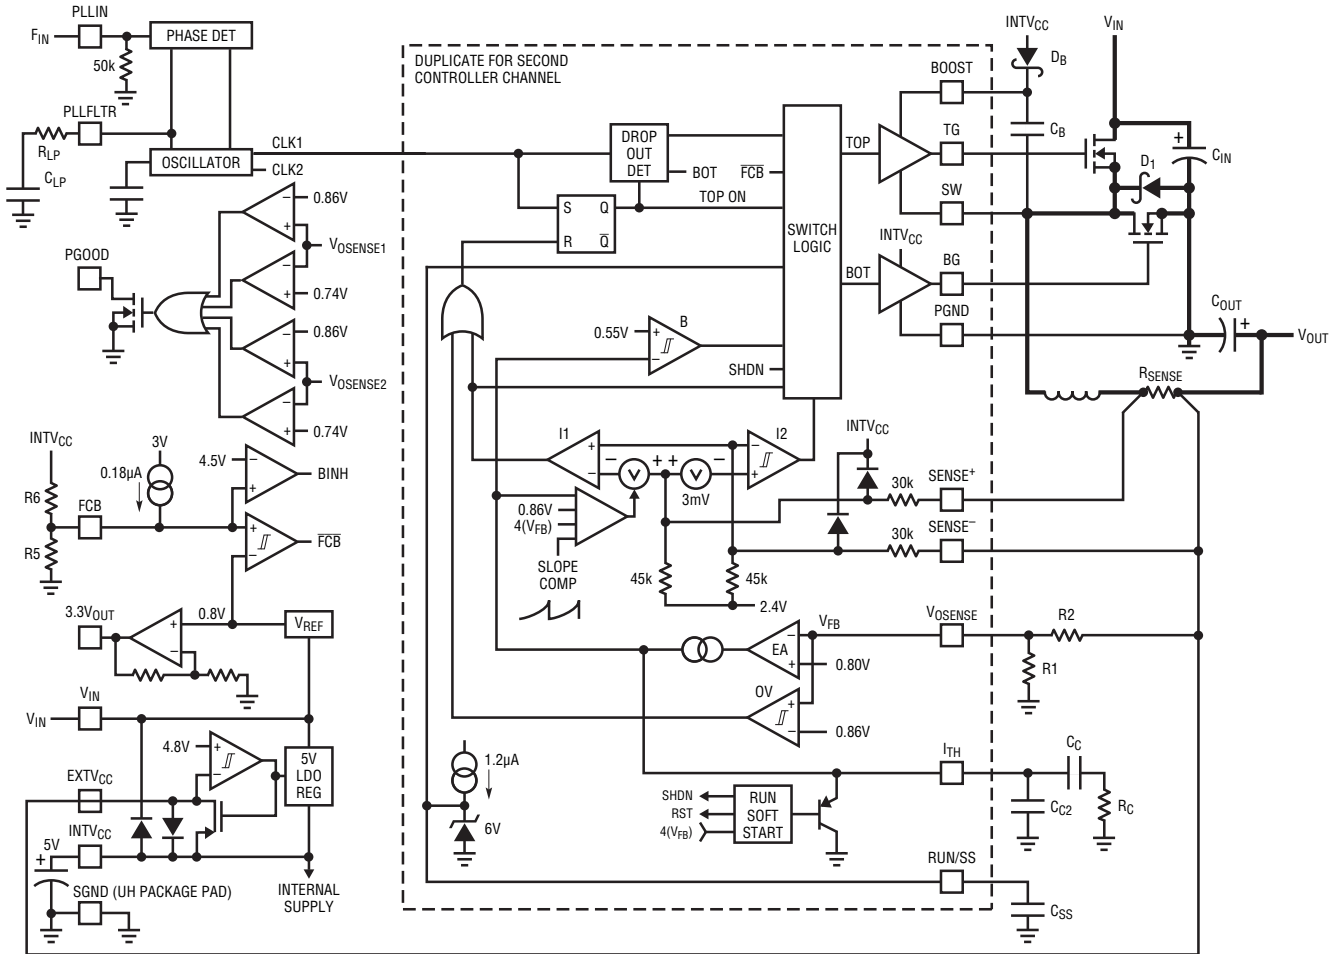 PLLIN
F_IN
PHASE DET
50k
PLLFLTR
R_LP
C_LP
OSCILLATOR
CLK1
CLK2
−
0.86V
+
V_OSENSE1
−
+
0.74V
PGOOD
−
0.86V
+
V_OSENSE2
−
+
0.74V
INTV_CC
3V
0.18µA
4.5V
−
+
BINH
R6
FCB
+
−
F̅C̅B̅
R5
3.3V_OUT
0.8V
+
−
V_REF
V_IN
V_IN
4.8V
+
−
5V
LDO
REG
EXTV_CC
INTV_CC
5V
+
SGND (UH PACKAGE PAD)
INTERNAL
SUPPLY
DUPLICATE FOR SECOND
CONTROLLER CHANNEL
DROP
OUT
DET
BOT
F̅C̅B̅
TOP ON
S
Q
R
Q̅
SWITCH
LOGIC
TOP
BOT
INTV_CC
0.55V
+
−
B
SHDN
I1
+
−
−
+
+
−
3mV
I2
−
+
V
V
0.86V
4(V_FB)
SLOPE
COMP
45k
45k
2.4V
INTV_CC
30k
30k
SENSE⁺
SENSE⁻
V_FB
−
EA
+
0.80V
OV
+
−
0.86V
V_OSENSE
R2
R1
1.2µA
6V
SHDN
RST
4(V_FB)
RUN
SOFT
START
I_TH
C_C
C_C2
R_C
RUN/SS
C_SS
BOOST
TG
SW
BG
PGND
INTV_CC
D_B
C_B
V_IN
+
C_IN
D_1
C_OUT
+
V_OUT
R_SENSE